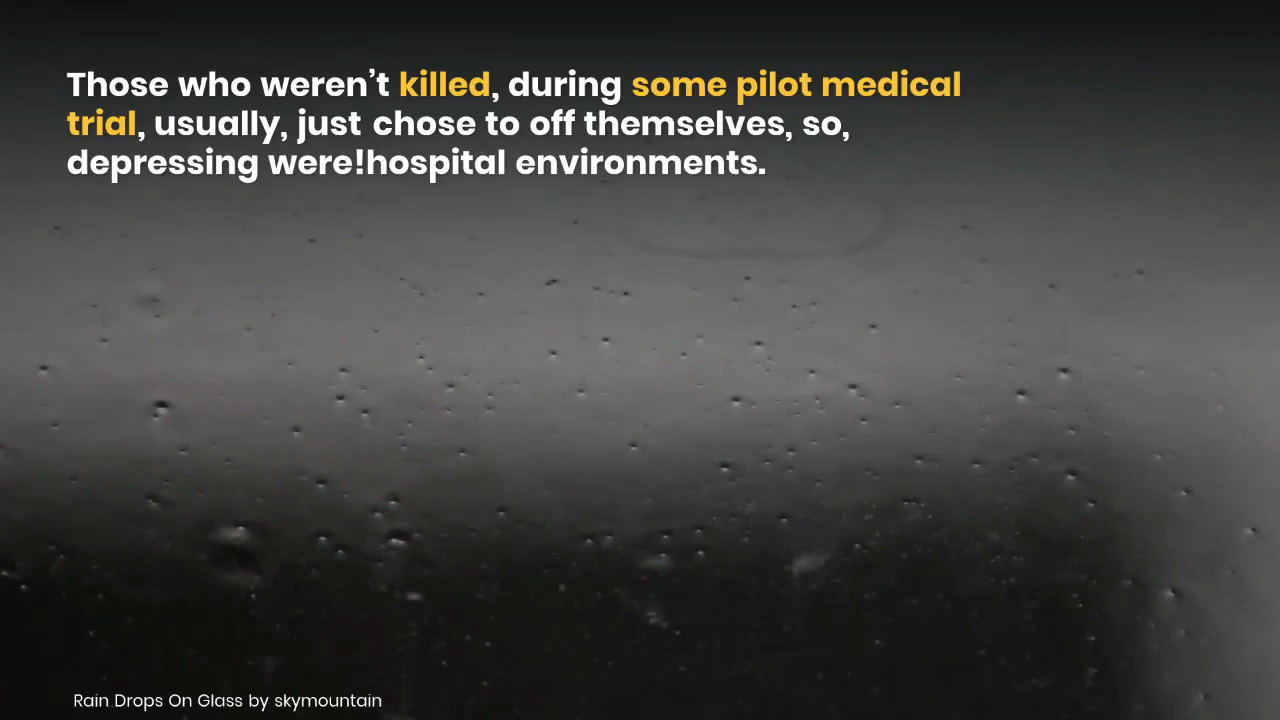 Those who weren’t killed, during some pilot medical
trial, usually, just chose to off themselves, so,
depressing were!hospital environments.
Rain Drops On Glass by skymountain